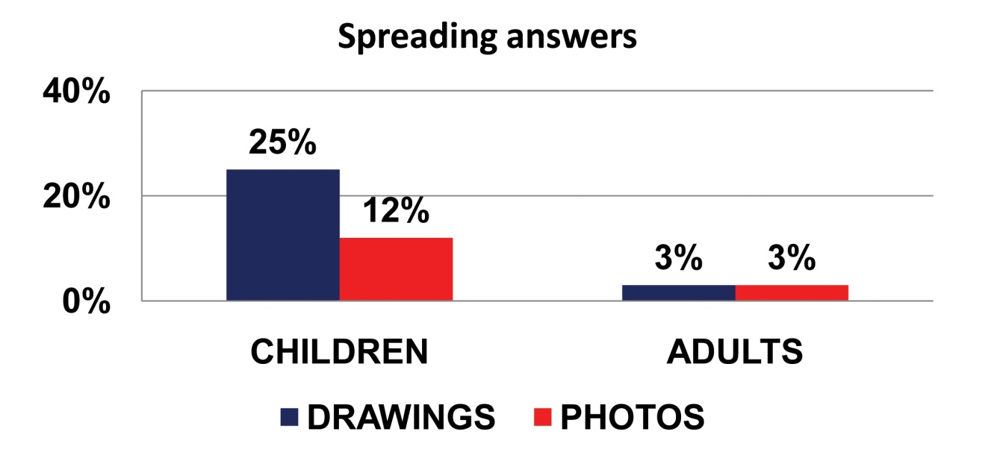 Spreading answers
40%
25%
20%
12%
3% 3%
0%
CHILDREN ADULTS
DRAWINGS PHOTOS